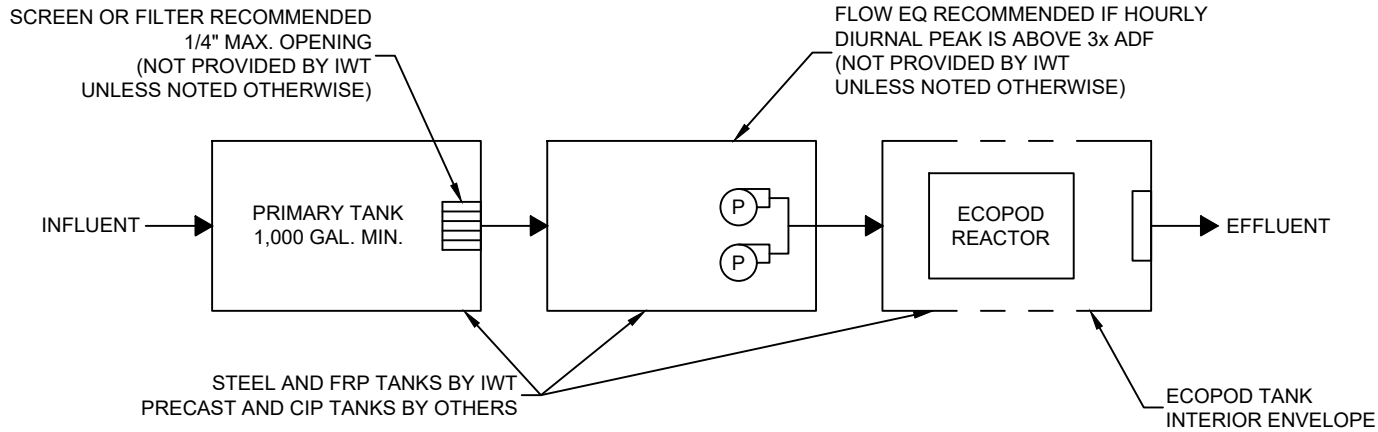 SCREEN OR FILTER RECOMMENDED
1/4" MAX. OPENING
(NOT PROVIDED BY IWT
UNLESS NOTED OTHERWISE)
FLOW EQ RECOMMENDED IF HOURLY
DIURNAL PEAK IS ABOVE 3x ADF
(NOT PROVIDED BY IWT
UNLESS NOTED OTHERWISE)
INFLUENT
PRIMARY TANK
1,000 GAL. MIN.
P
P
ECOPOD
REACTOR
EFFLUENT
STEEL AND FRP TANKS BY IWT
PRECAST AND CIP TANKS BY OTHERS
ECOPOD TANK
INTERIOR ENVELOPE